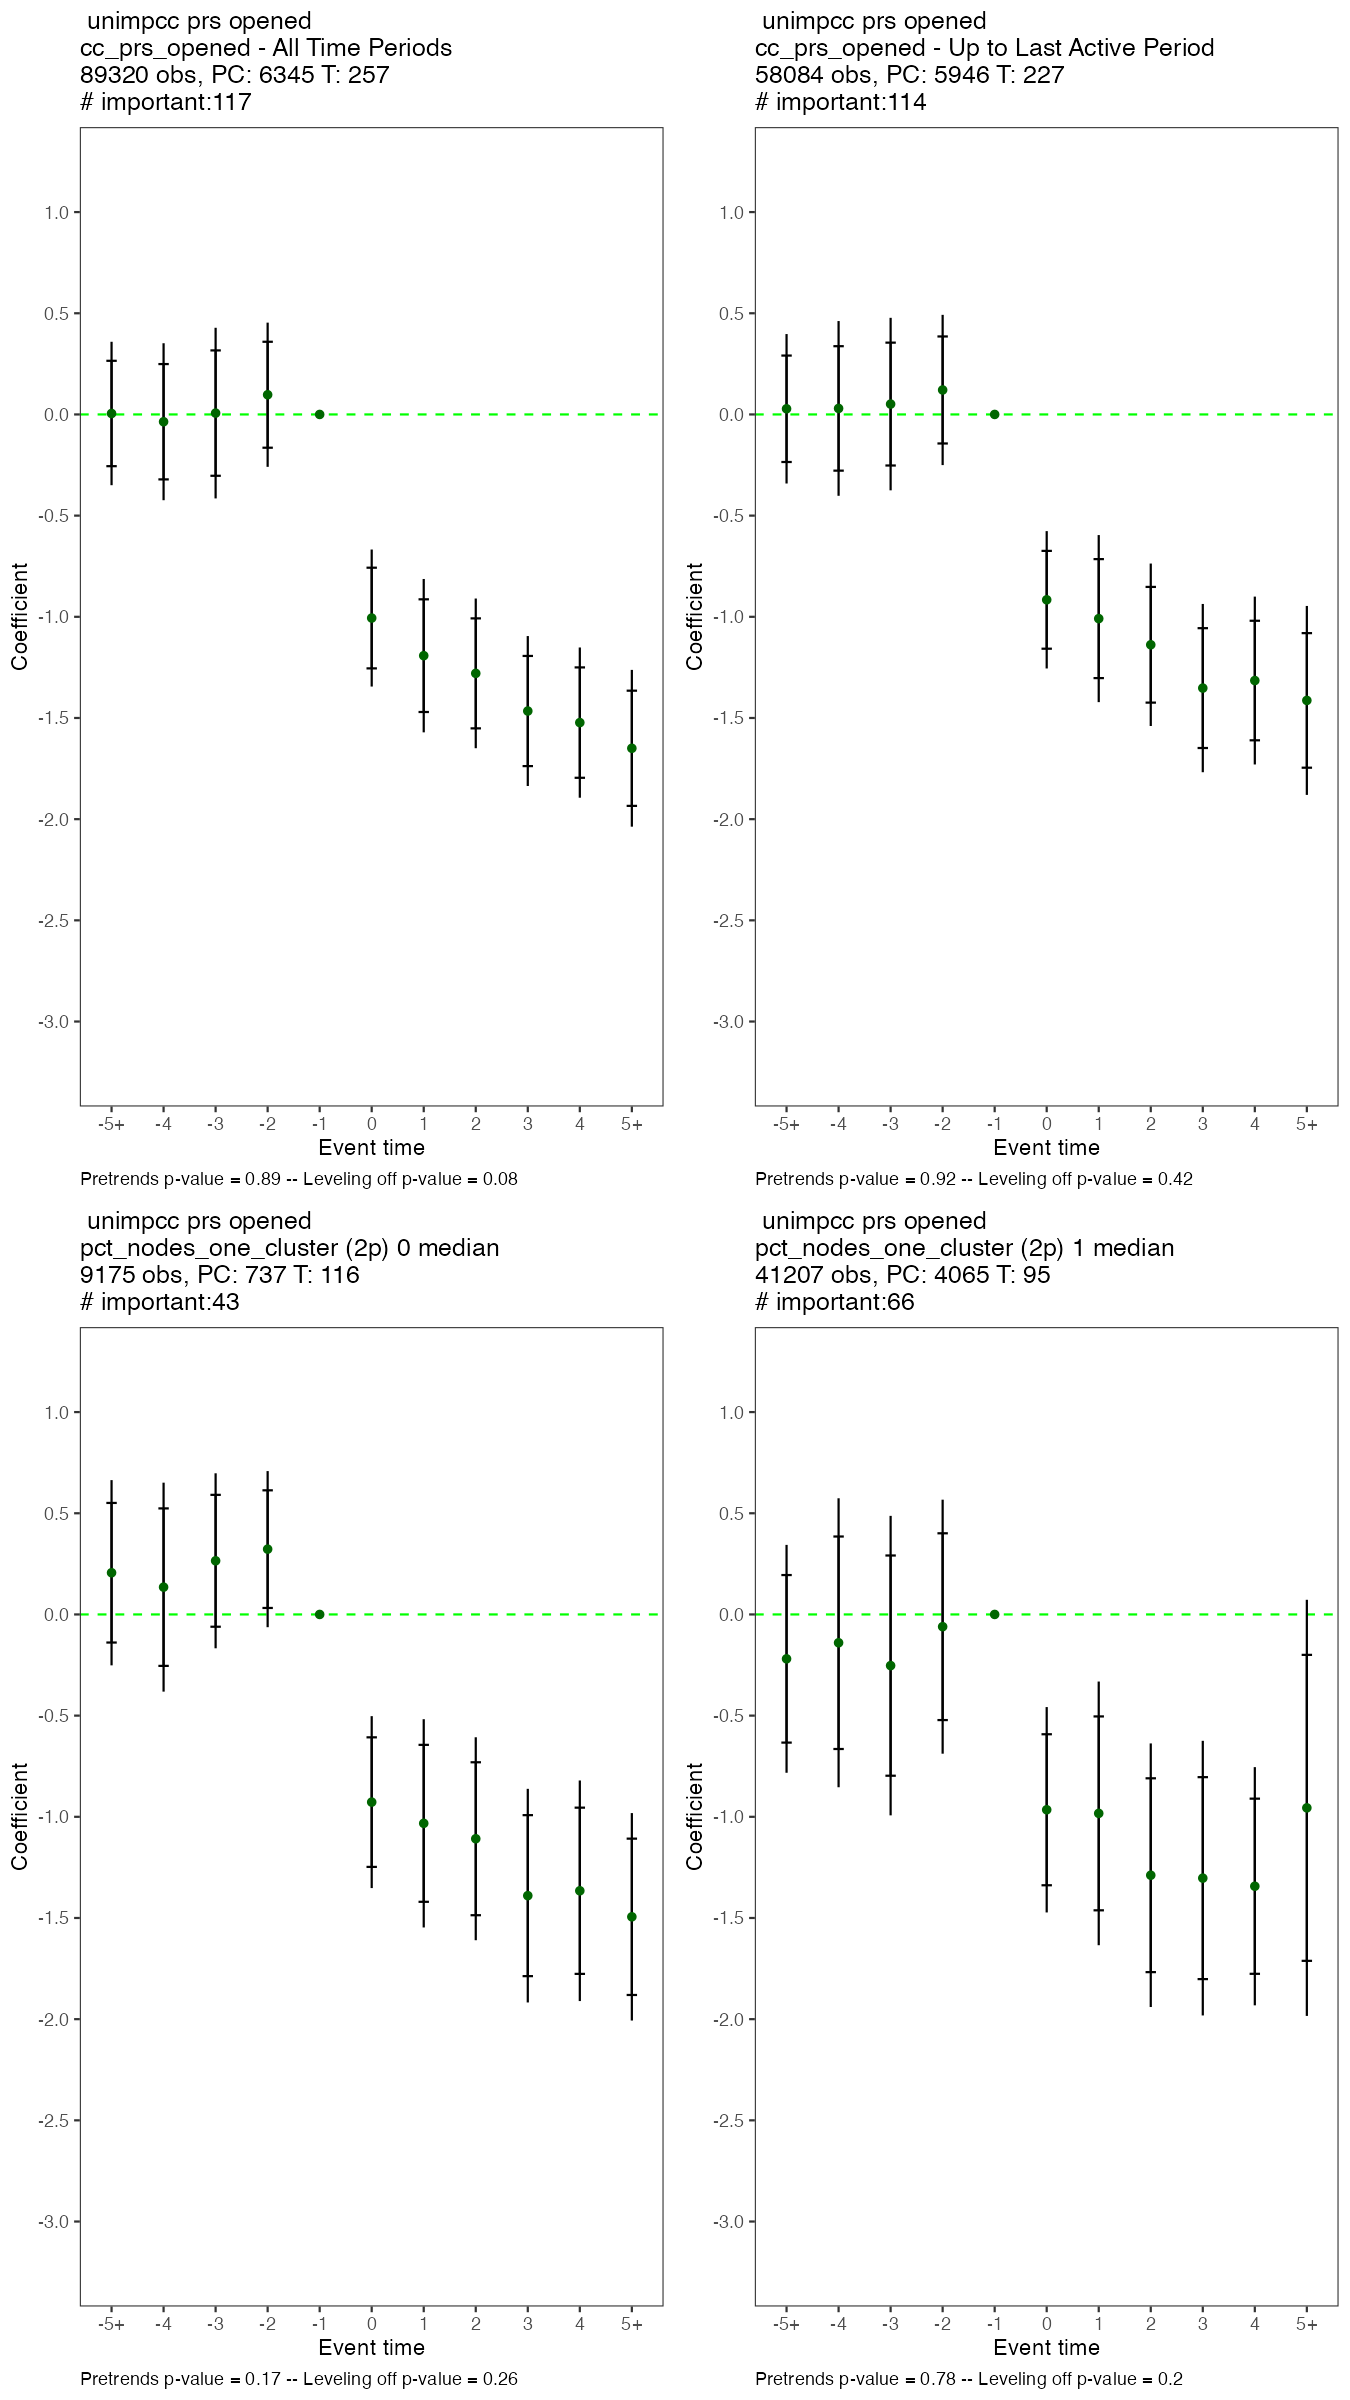 unimpcc prs opened
cc_prs_opened - All Time Periods
89320 obs, PC: 6345 T: 257
# important:117
1.0
0.5
0.0
-0.5
-1.0
-1.5
-2.0
-2.5
-3.0
Coefficient
-5+ -4 -3 -2 -1 0 1 2 3 4 5+
Event time
Pretrends p-value = 0.89 -- Leveling off p-value = 0.08
unimpcc prs opened
cc_prs_opened - Up to Last Active Period
58084 obs, PC: 5946 T: 227
# important:114
1.0
0.5
0.0
-0.5
-1.0
-1.5
-2.0
-2.5
-3.0
Coefficient
-5+ -4 -3 -2 -1 0 1 2 3 4 5+
Event time
Pretrends p-value = 0.92 -- Leveling off p-value = 0.42
unimpcc prs opened
pct_nodes_one_cluster (2p) 0 median
9175 obs, PC: 737 T: 116
# important:43
1.0
0.5
0.0
-0.5
-1.0
-1.5
-2.0
-2.5
-3.0
Coefficient
-5+ -4 -3 -2 -1 0 1 2 3 4 5+
Event time
Pretrends p-value = 0.17 -- Leveling off p-value = 0.26
unimpcc prs opened
pct_nodes_one_cluster (2p) 1 median
41207 obs, PC: 4065 T: 95
# important:66
1.0
0.5
0.0
-0.5
-1.0
-1.5
-2.0
-2.5
-3.0
Coefficient
-5+ -4 -3 -2 -1 0 1 2 3 4 5+
Event time
Pretrends p-value = 0.78 -- Leveling off p-value = 0.2